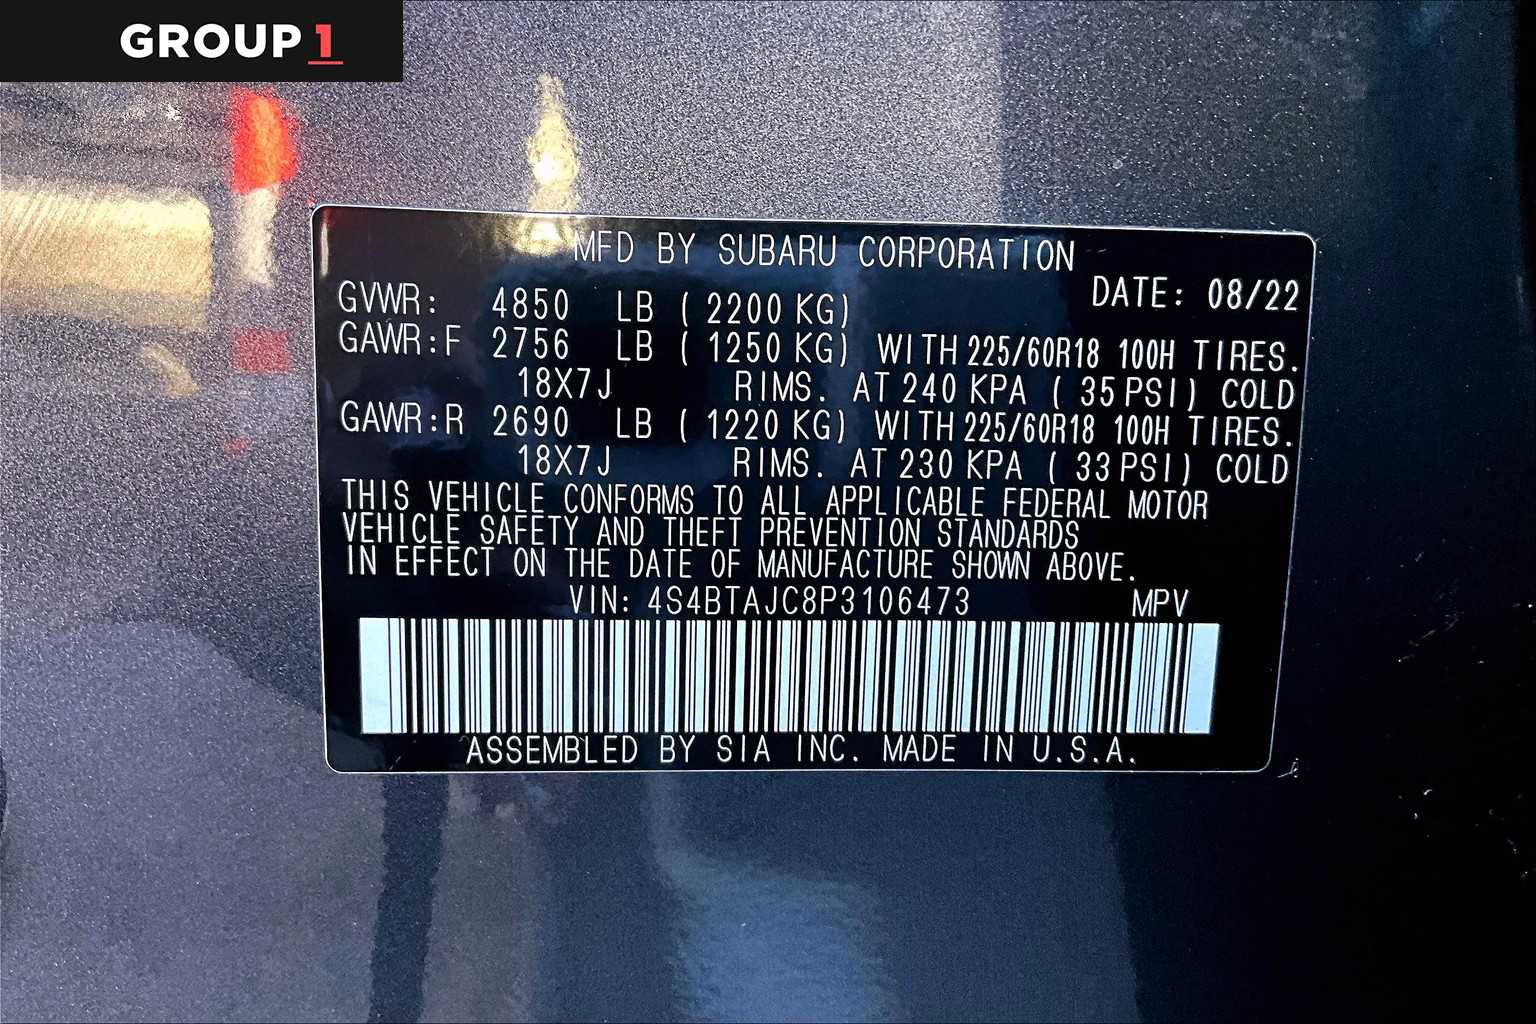 GROUP 1
MFD BY SUBARU CORPORATION
DATE: 08/22
GVWR: 4850 LB ( 2200 KG)
GAWR:F 2756 LB ( 1250 KG) WITH 225/60R18 100H TIRES.
18X7J RIMS. AT 240 KPA ( 35 PSI) COLD
GAWR:R 2690 LB ( 1220 KG) WITH 225/60R18 100H TIRES.
18X7J RIMS. AT 230 KPA ( 33 PSI) COLD
THIS VEHICLE CONFORMS TO ALL APPLICABLE FEDERAL MOTOR
VEHICLE SAFETY AND THEFT PREVENTION STANDARDS
IN EFFECT ON THE DATE OF MANUFACTURE SHOWN ABOVE.
VIN: 4S4BTAJC8P3106473 MPV
ASSEMBLED BY SIA INC. MADE IN U.S.A.